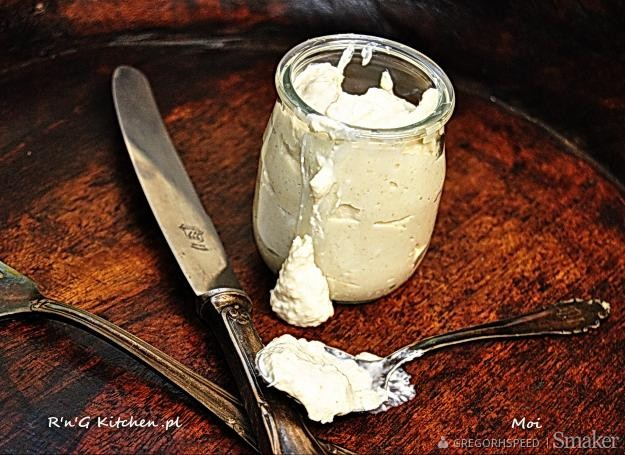 R'n'G Kitchen.pl
Moi
GREGORHSPEED | Smaker